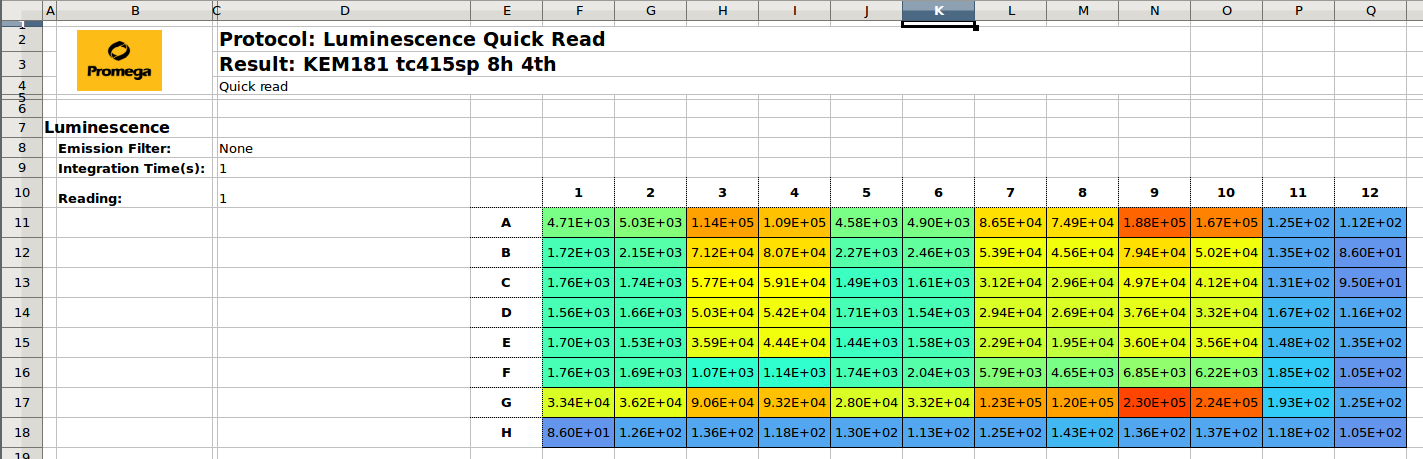 A B C D E F G H I J K L M N O P Q
1
2 Protocol: Luminescence Quick Read
Promega
3 Result: KEM181 tc415sp 8h 4th
4 Quick read
5
6
7 Luminescence
8 Emission Filter: None
9 Integration Time(s): 1
10 Reading: 1 1 2 3 4 5 6 7 8 9 10 11 12
11 A 4.71E+03 5.03E+03 1.14E+05 1.09E+05 4.58E+03 4.90E+03 8.65E+04 7.49E+04 1.88E+05 1.67E+05 1.25E+02 1.12E+02
12 B 1.72E+03 2.15E+03 7.12E+04 8.07E+04 2.27E+03 2.46E+03 5.39E+04 4.56E+04 7.94E+04 5.02E+04 1.35E+02 8.60E+01
13 C 1.76E+03 1.74E+03 5.77E+04 5.91E+04 1.49E+03 1.61E+03 3.12E+04 2.96E+04 4.97E+04 4.12E+04 1.31E+02 9.50E+01
14 D 1.56E+03 1.66E+03 5.03E+04 5.42E+04 1.71E+03 1.54E+03 2.94E+04 2.69E+04 3.76E+04 3.32E+04 1.67E+02 1.16E+02
15 E 1.70E+03 1.53E+03 3.59E+04 4.44E+04 1.44E+03 1.58E+03 2.29E+04 1.95E+04 3.60E+04 3.56E+04 1.48E+02 1.35E+02
16 F 1.76E+03 1.69E+03 1.07E+03 1.14E+03 1.74E+03 2.04E+03 5.79E+03 4.65E+03 6.85E+03 6.22E+03 1.85E+02 1.05E+02
17 G 3.34E+04 3.62E+04 9.06E+04 9.32E+04 2.80E+04 3.32E+04 1.23E+05 1.20E+05 2.30E+05 2.24E+05 1.93E+02 1.25E+02
18 H 8.60E+01 1.26E+02 1.36E+02 1.18E+02 1.30E+02 1.13E+02 1.25E+02 1.43E+02 1.36E+02 1.37E+02 1.18E+02 1.05E+02
19